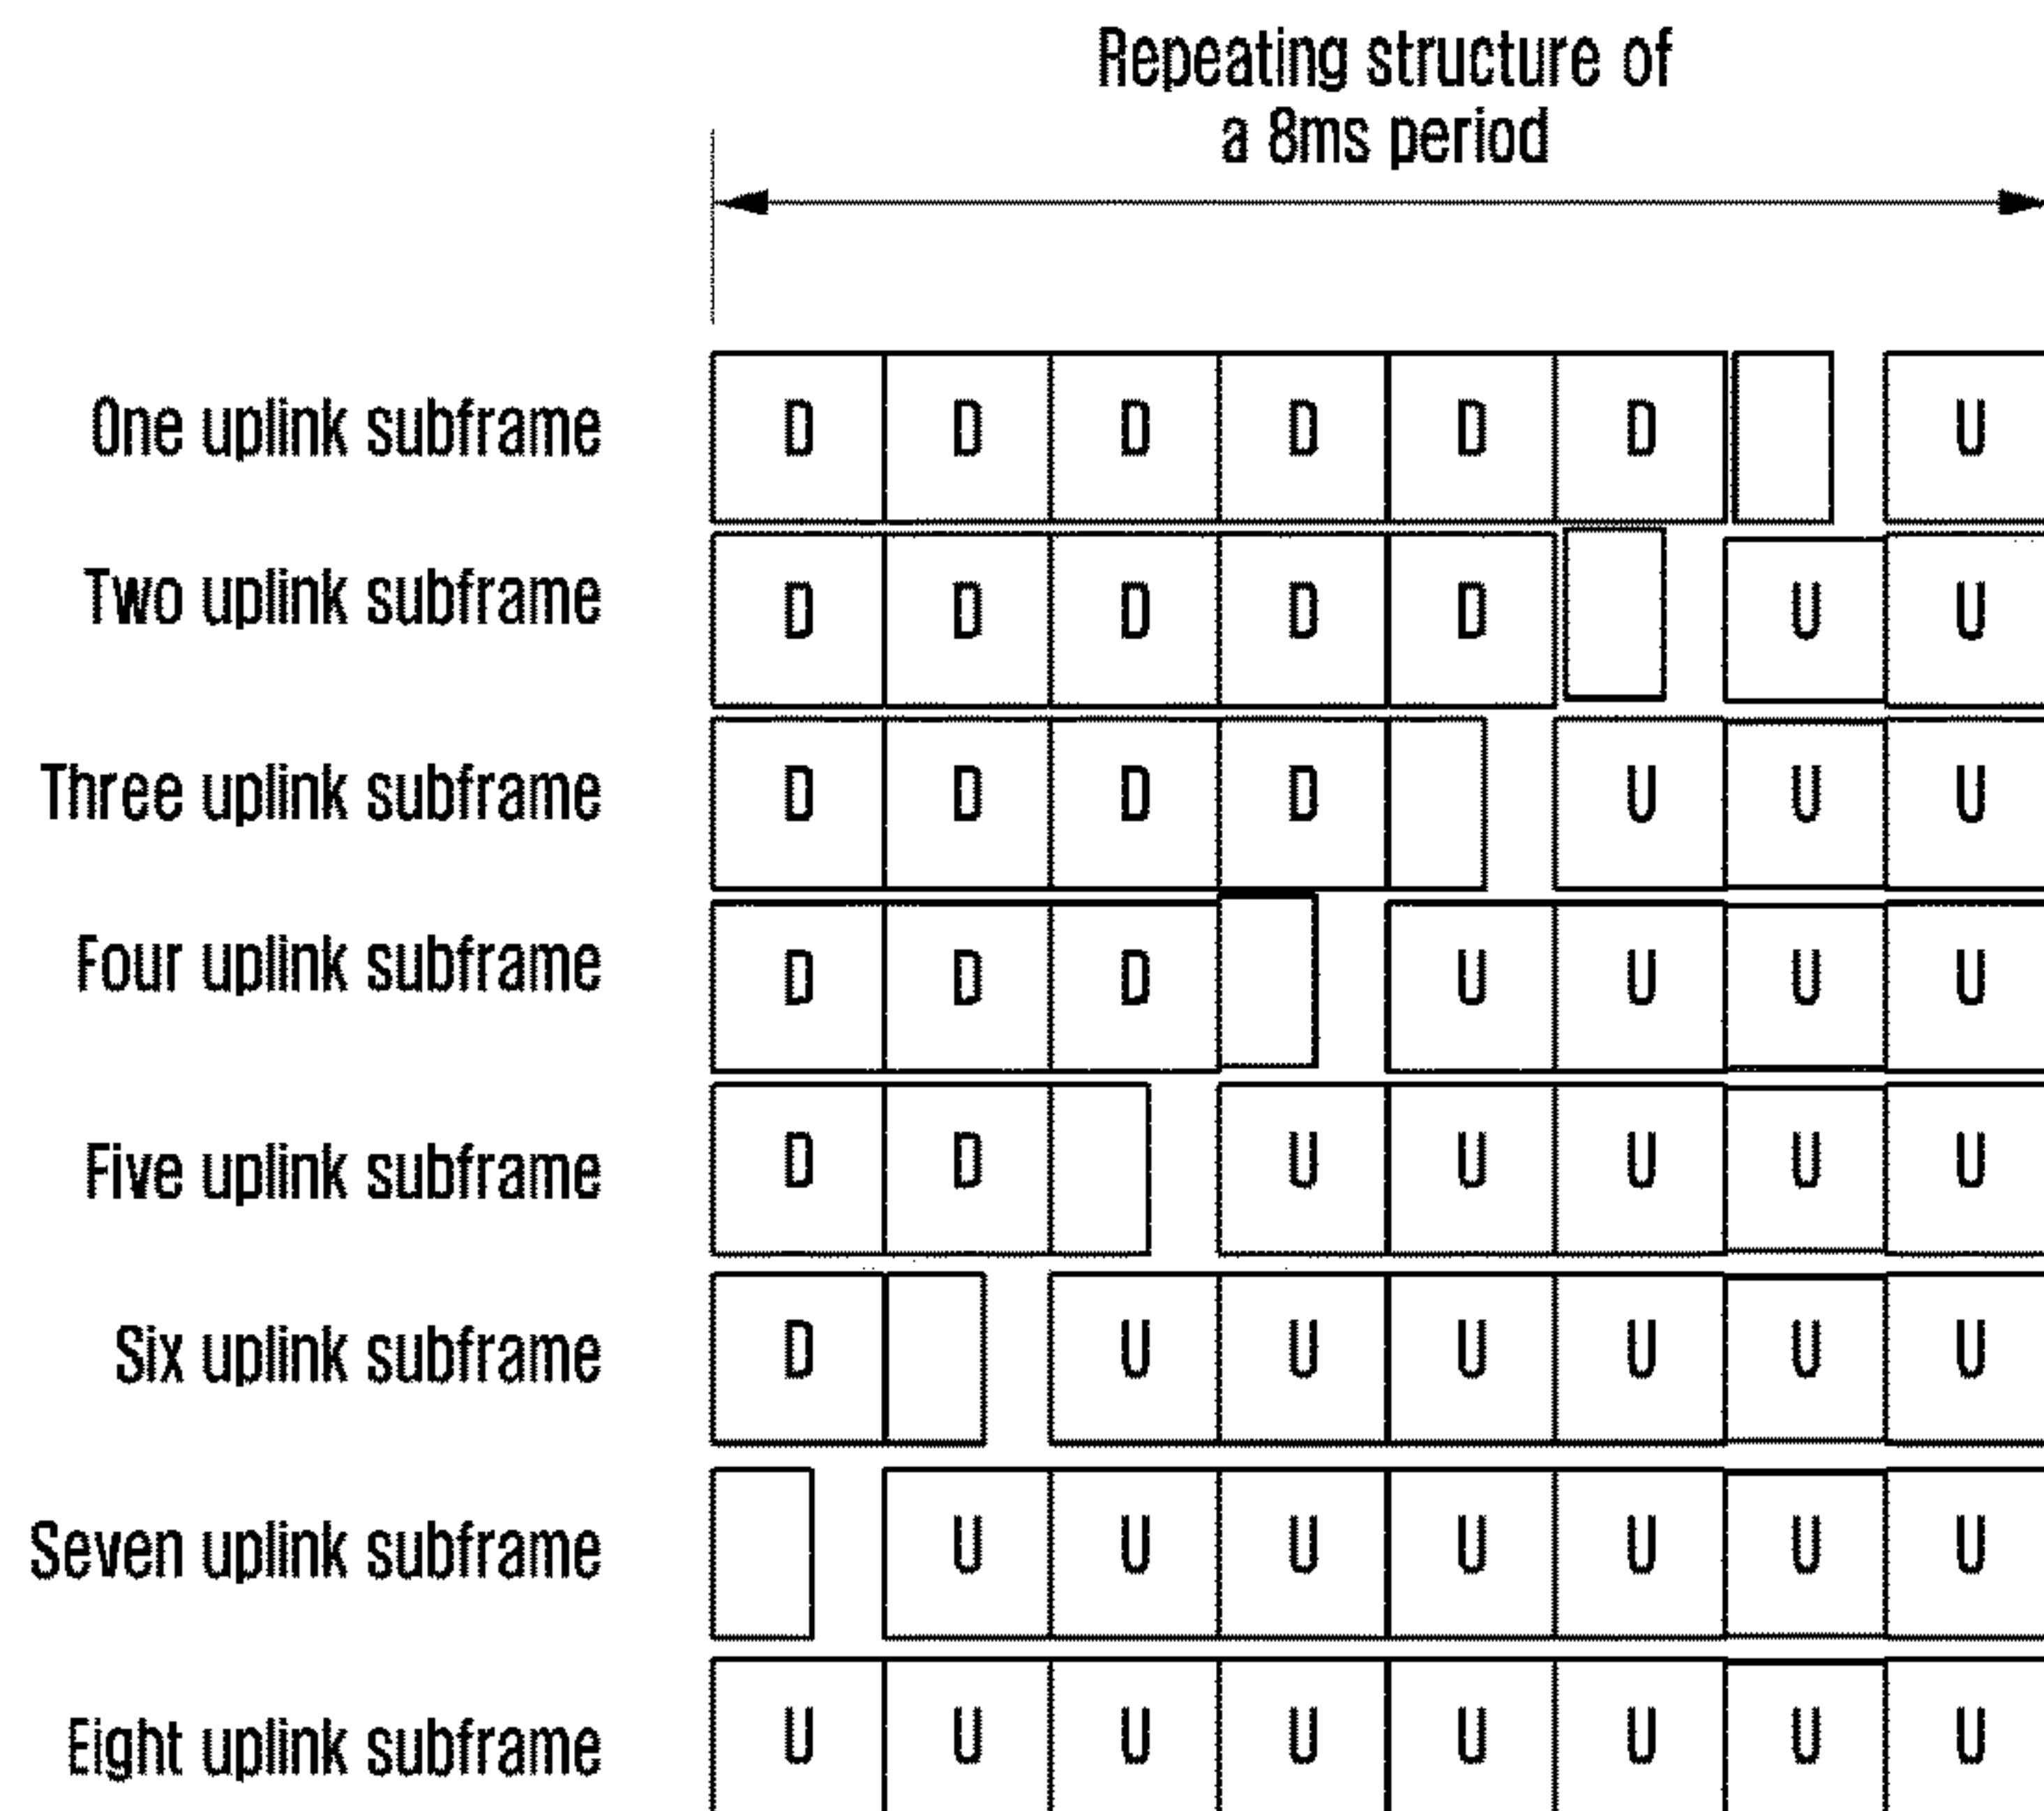 Repeating structure of
a 8ms period
One uplink subframe D D D D D D U
Two uplink subframe D D D D D U U
Three uplink subframe D D D D U U U
Four uplink subframe D D D U U U U
Five uplink subframe D D U U U U U
Six uplink subframe D U U U U U U
Seven uplink subframe U U U U U U U
Eight uplink subframe U U U U U U U U